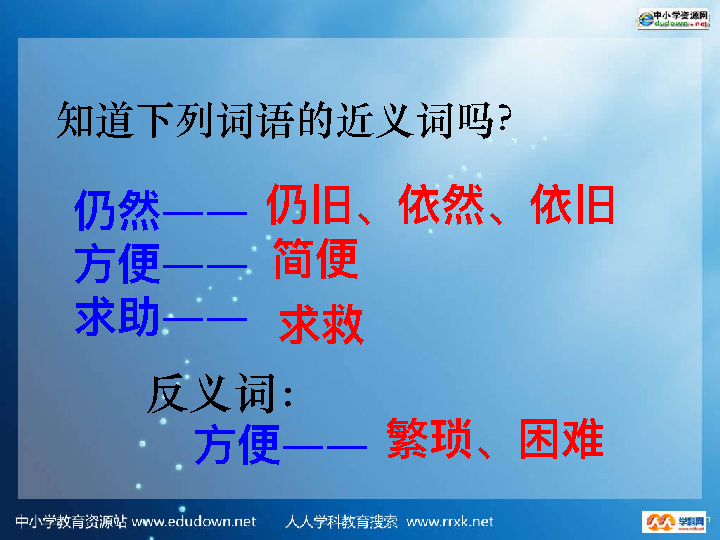 中小学资源网
edudown.net
知道下列词语的近义词吗?
仍然—— 仍旧、依然、依旧
方便—— 简便
求助—— 求救
反义词:
方便—— 繁琐、困难
中小学教育资源站 www.edudown.net 人人学科教育搜索 www.rrxk.net
学科网